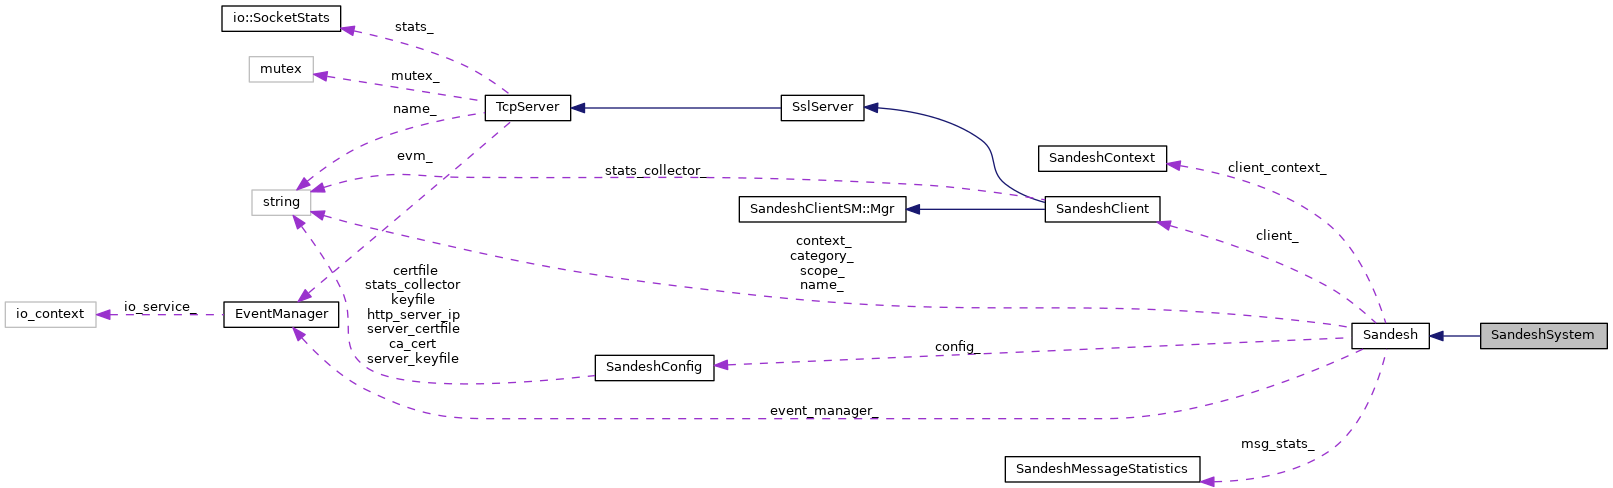 io::SocketStats
stats_
mutex
mutex_
TcpServer
SslServer
name_
evm_
SandeshContext
client_context_
stats_collector_
string
SandeshClientSM::Mgr
SandeshClient
client_
context_
category_
scope_
name_
certfile
stats_collector
keyfile
http_server_ip
server_certfile
ca_cert
server_keyfile
io_context
io_service_
EventManager
Sandesh
SandeshSystem
config_
SandeshConfig
event_manager_
msg_stats_
SandeshMessageStatistics